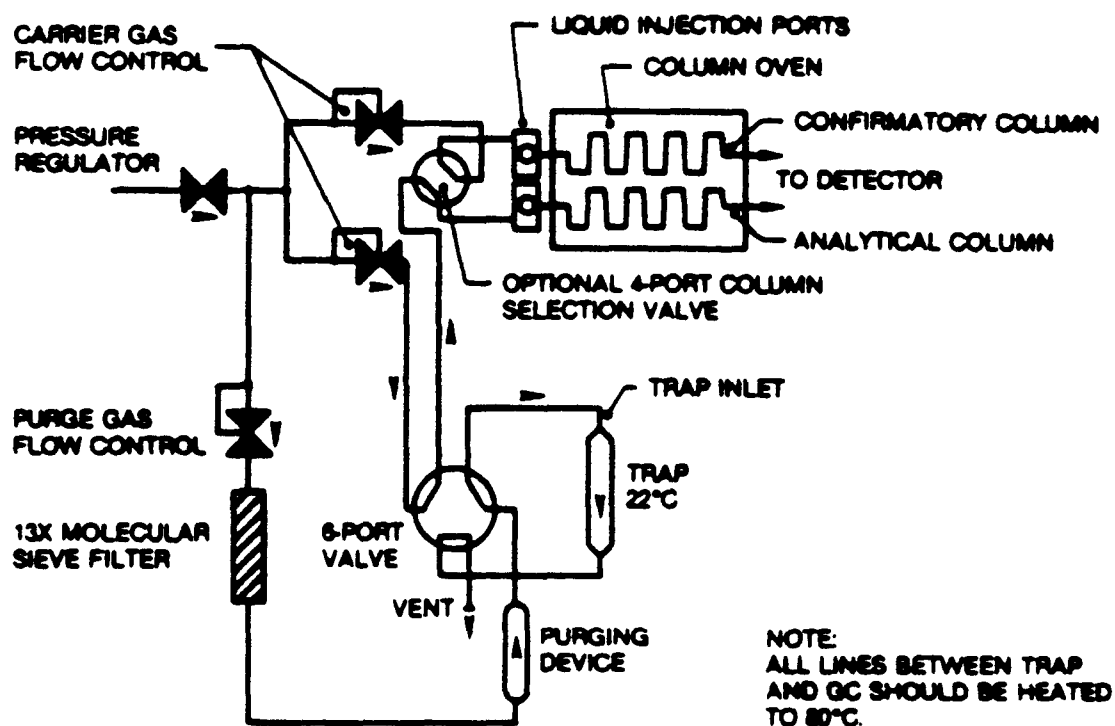 CARRIER GAS
FLOW CONTROL
PRESSURE
REGULATOR
LIQUID INJECTION PORTS
COLUMN OVEN
CONFIRMATORY COLUMN
TO DETECTOR
ANALYTICAL COLUMN
OPTIONAL 4-PORT COLUMN
SELECTION VALVE
PURGE GAS
FLOW CONTROL
13X MOLECULAR
SIEVE FILTER
6-PORT
VALVE
TRAP INLET
TRAP
22°C
VENT
PURGING
DEVICE
NOTE:
ALL LINES BETWEEN TRAP
AND GC SHOULD BE HEATED
TO 80°C.